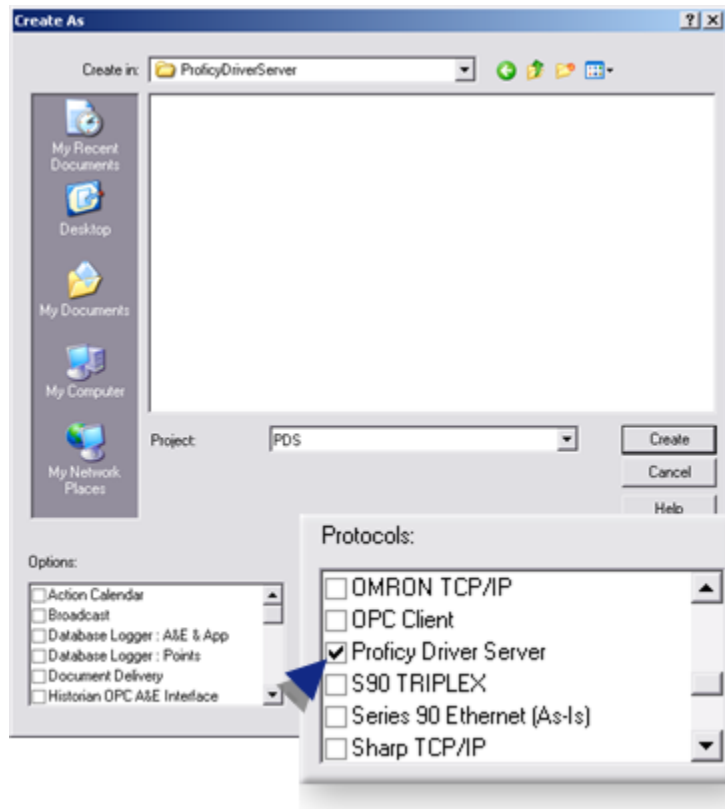 Create As
Create in:
ProficyDriverServer
My Recent
Documents
Desktop
My Documents
My Computer
My Network
Places
Project:
PDS
Create
Cancel
Help
Options:
Action Calendar
Broadcast
Database Logger : A&E & App
Database Logger : Points
Document Delivery
Historian OPC A&E Interface
Protocols:
OMRON TCP/IP
OPC Client
Proficy Driver Server
S90 TRIPLEX
Series 90 Ethernet (As-Is)
Sharp TCP/IP